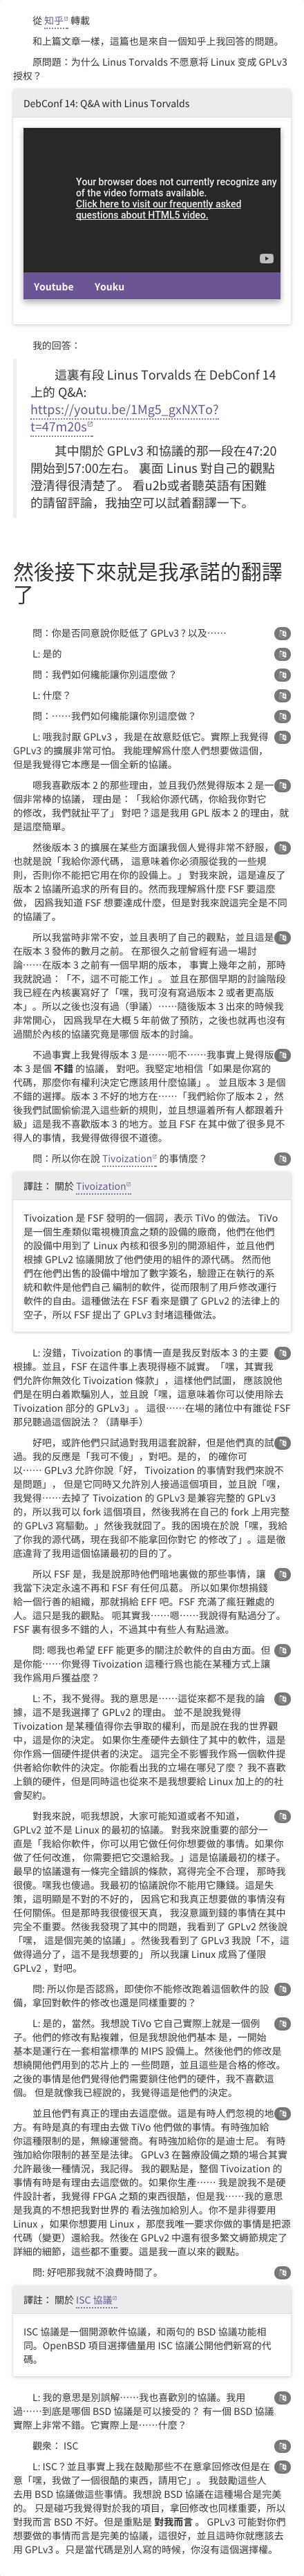 從 知乎 轉載
和上篇文章一樣，這篇也是來自一個知乎上我回答的問題。
原問題：为什么 Linus Torvalds 不愿意将 Linux 变成 GPLv3
授权？
DebConf 14: Q&A with Linus Torvalds
Your browser does not currently recognize any
of the video formats available.
Click here to visit our frequently asked
questions about HTML5 video.
Youtube Youku
我的回答：
這裏有段 Linus Torvalds 在 DebConf 14
上的 Q&A:
https://youtu.be/1Mg5_gxNXTo?
t=47m20s
其中關於 GPLv3 和協議的那一段在47:20
開始到57:00左右。 裏面 Linus 對自己的觀點
澄清得很清楚了。 看u2b或者聽英語有困難
的請留評論，我抽空可以試着翻譯一下。
然後接下來就是我承諾的翻譯
了
問：你是否同意說你貶低了 GPLv3 ? 以及⋯⋯
L: 是的
問：我們如何纔能讓你別這麼做？
L: 什麼？
問：⋯⋯我們如何纔能讓你別這麼做？
L: 哦我討厭 GPLv3 ，我是在故意貶低它。實際上我覺得
GPLv3 的擴展非常可怕。 我能理解爲什麼人們想要做這個，
但是我覺得它本應是一個全新的協議。
嗯我喜歡版本 2 的那些理由，並且我仍然覺得版本 2 是一
個非常棒的協議， 理由是：「我給你源代碼，你給我你對它
的修改，我們就扯平了」 對吧？這是我用 GPL 版本 2 的理由，就
是這麼簡單。
然後版本 3 的擴展在某些方面讓我個人覺得非常不舒服，
也就是說「我給你源代碼， 這意味着你必須服從我的一些規
則，否則你不能把它用在你的設備上。」 對我來說，這是違反了
版本 2 協議所追求的所有目的。然而我理解爲什麼 FSF 要這麼
做， 因爲我知道 FSF 想要達成什麼，但是對我來說這完全是不同
的協議了。
所以我當時非常不安，並且表明了自己的觀點，並且這是
在版本 3 發佈的數月之前。 在那很久之前曾經有過一場討
論⋯⋯在版本 3 之前有一個早期的版本， 事實上幾年之前，那時
我就說過：「不，這不可能工作」。 並且在那個早期的討論階段
我已經在內核裏寫好了「嘿，我可沒有寫過版本 2 或者更高版
本」。所以之後也沒有過（爭議）⋯⋯隨後版本 3 出來的時候我
非常開心， 因爲我早在大概 5 年前做了預防，之後也就再也沒有
過關於內核的協議究竟是哪個 版本的討論。
不過事實上我覺得版本 3 是⋯⋯呃不⋯⋯我事實上覺得版
本 3 是個 不錯 的協議， 對吧。我堅定地相信「如果是你寫的
代碼，那麼你有權利決定它應該用什麼協議」。 並且版本 3 是個
不錯的選擇。版本 3 不好的地方在⋯⋯「我們給你了版本 2 ，然
後我們試圖偷偷混入這些新的規則，並且想逼着所有人都跟着升
級」這是我不喜歡版本 3 的地方。並且 FSF 在其中做了很多見不
得人的事情，我覺得做得很不道德。
問：所以你在說 Tivoization 的事情麼？
譯註： 關於 Tivoization
Tivoization 是 FSF 發明的一個詞，表示 TiVo 的做法。 TiVo
是一個生產類似電視機頂盒之類的設備的廠商，他們在他們
的設備中用到了 Linux 內核和很多別的開源組件，並且他們
根據 GPLv2 協議開放了他們使用的組件的源代碼。 然而他
們在他們出售的設備中增加了數字簽名，驗證正在執行的系
統和軟件是他們自己 編制的軟件，從而限制了用戶修改運行
軟件的自由。這種做法在 FSF 看來是鑽了 GPLv2 的法律上的
空子，所以 FSF 提出了 GPLv3 封堵這種做法。
L: 沒錯，Tivoization 的事情一直是我反對版本 3 的主要
根據。並且，FSF 在這件事上表現得極不誠實。「嘿，其實我
們允許你無效化 Tivoization 條款」，這樣他們試圖， 應該說他
們是在明白着欺騙別人，並且說「嘿，這意味着你可以使用除去
Tivoization 部分的 GPLv3」。 這很⋯⋯在場的諸位中有誰從 FSF
那兒聽過這個說法？（請舉手）
好吧，或許他們只試過對我用這套說辭，但是他們真的試
過。我的反應是「我可不傻」，對吧。是的， 的確你可
以⋯⋯ GPLv3 允許你說「好， Tivoization 的事情對我們來說不
是問題」， 但是它同時又允許別人接過這個項目，並且說「嘿，
我覺得⋯⋯去掉了 Tivoization 的 GPLv3 是兼容完整的 GPLv3
的，所以我可以 fork 這個項目，然後我將在自己的 fork 上用完整
的 GPLv3 寫驅動。」然後我就囧了。我的困境在於說「嘿，我給
了你我的源代碼，現在我卻不能拿回你對它 的修改了」。這是徹
底違背了我用這個協議最初的目的了。
所以 FSF 是，我是說那時他們暗地裏做的那些事情，讓
我當下決定永遠不再和 FSF 有任何瓜葛。 所以如果你想捐錢
給一個行善的組織，那就捐給 EFF 吧。FSF 充滿了瘋狂難處的
人。這只是我的觀點。 呃其實我⋯⋯嗯⋯⋯我說得有點過分了。
FSF 裏有很多不錯的人，不過其中有些人有點過激。
問: 嗯我也希望 EFF 能更多的關注於軟件的自由方面。但
是你能⋯⋯你覺得 Tivoization 這種行爲也能在某種方式上讓
我作爲用戶獲益麼？
L: 不，我不覺得。我的意思是⋯⋯這從來都不是我的論
據，這不是我選擇了 GPLv2 的理由。 並不是說我覺得
Tivoization 是某種值得你去爭取的權利，而是說在我的世界觀
中，這是你的決定。 如果你生產硬件去鎖住了其中的軟件，這是
你作爲一個硬件提供者的決定。 這完全不影響我作爲一個軟件提
供者給你軟件的決定。你能看出我的立場在哪兒了麼？ 我不喜歡
上鎖的硬件，但是同時這也從來不是我想要給 Linux 加上的的社
會契約。
對我來說，呃我想說，大家可能知道或者不知道，
GPLv2 並不是 Linux 的最初的協議。 對我來說重要的部分一
直是「我給你軟件，你可以用它做任何你想要做的事情。如果你
做了任何改進， 你需要把它交還給我。」這是協議最初的樣子。
最早的協議還有一條完全錯誤的條款，寫得完全不合理， 那時我
很傻。嘿我也傻過。我最初的協議說你不能用它賺錢。這是失
策，這明顯是不對的不好的， 因爲它和我真正想要做的事情沒有
任何關係。但是那時我很傻很天真， 我沒意識到錢的事情在其中
完全不重要。然後我發現了其中的問題，我看到了 GPLv2 然後說
「嘿， 這是個完美的協議」。然後我看到了 GPLv3 我說「不，這
做得過分了，這不是我想要的」 所以我讓 Linux 成爲了僅限
GPLv2 ，對吧。
問: 所以你是否認爲，即使你不能修改跑着這個軟件的設
備，拿回對軟件的修改也還是同樣重要的？
L: 是的，當然。我想說 TiVo 它自己實際上就是一個例
子。他們的修改有點複雜，但是我想說他們基本 是，一開始
基本是運行在一套相當標準的 MIPS 設備上。然後他們的修改是
想繞開他們用到的芯片上的 一些問題，並且這些是合格的修改。
之後的事情是他們覺得他們需要鎖住他們的硬件，我不喜歡這
個。 但是就像我已經說的，我覺得這是他們的決定。
並且他們有真正的理由去這麼做。這是有時人們忽視的地
方。有時是真的有理由去做 TiVo 他們做的事情。有時強加給
你這種限制的是，無線運營商。有時強加給你的是迪士尼。 有時
強加給你限制的甚至是法律。 GPLv3 在醫療設備之類的場合其實
允許最後一種情況，我記得。 我的觀點是，整個 Tivoization 的
事情有時是有理由去這麼做的。如果你生產⋯⋯ 我是說我不是硬
件設計者，我覺得 FPGA 之類的東西很酷，但是我⋯⋯我的意思
是我真的不想把我對世界的 看法強加給別人。你不是非得要用
Linux ，如果你想要用 Linux ，那麼我唯一要求你做的事情是把源
代碼（變更）還給我。然後在 GPLv2 中還有很多繁文縟節規定了
詳細的細節，這些都不重要。這是我一直以來的觀點。
問: 好吧那我就不浪費時間了。
譯註： 關於 ISC 協議
ISC 協議是一個開源軟件協議，和兩句的 BSD 協議功能相
同。OpenBSD 項目選擇儘量用 ISC 協議公開他們新寫的代
碼。
L: 我的意思是別誤解⋯⋯我也喜歡別的協議。我用
過⋯⋯到底是哪個 BSD 協議是可以接受的？ 有一個 BSD 協議
實際上非常不錯。它實際上是⋯⋯什麼？
觀衆： ISC
L: ISC？並且事實上我在鼓勵那些不在意拿回修改但是在
意「嘿，我做了一個很酷的東西，請用它」。 我鼓勵這些人
去用 BSD 協議做這些事情。我想說 BSD 協議在這種場合是完美
的。 只是碰巧我覺得對於我的項目，拿回修改也同樣重要，所以
對我而言 BSD 不好。但是重點是 對我而言 。 GPLv3 可能對你們
想要做的事情而言是完美的協議，這很好，並且這時你就應該去
用 GPLv3 。只是當代碼是別人寫的時候，你沒有這個選擇權。